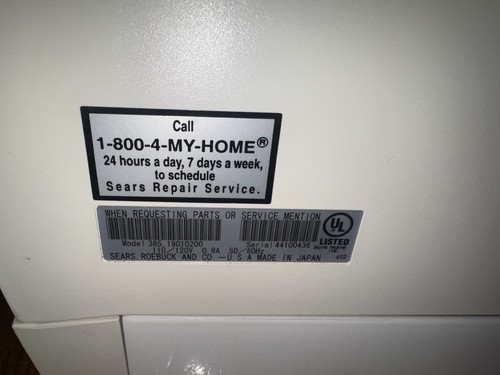 Call
1-800-4-MY-HOME®
24 hours a day, 7 days a week,
to schedule
Sears Repair Service.
WHEN REQUESTING PARTS OR SERVICE MENTION
Model 385.19010200 Serial 44100436
110/120V 0.8A 50/60Hz
SEARS, ROEBUCK AND CO.-U.S.A MADE IN JAPAN
UL
LISTED